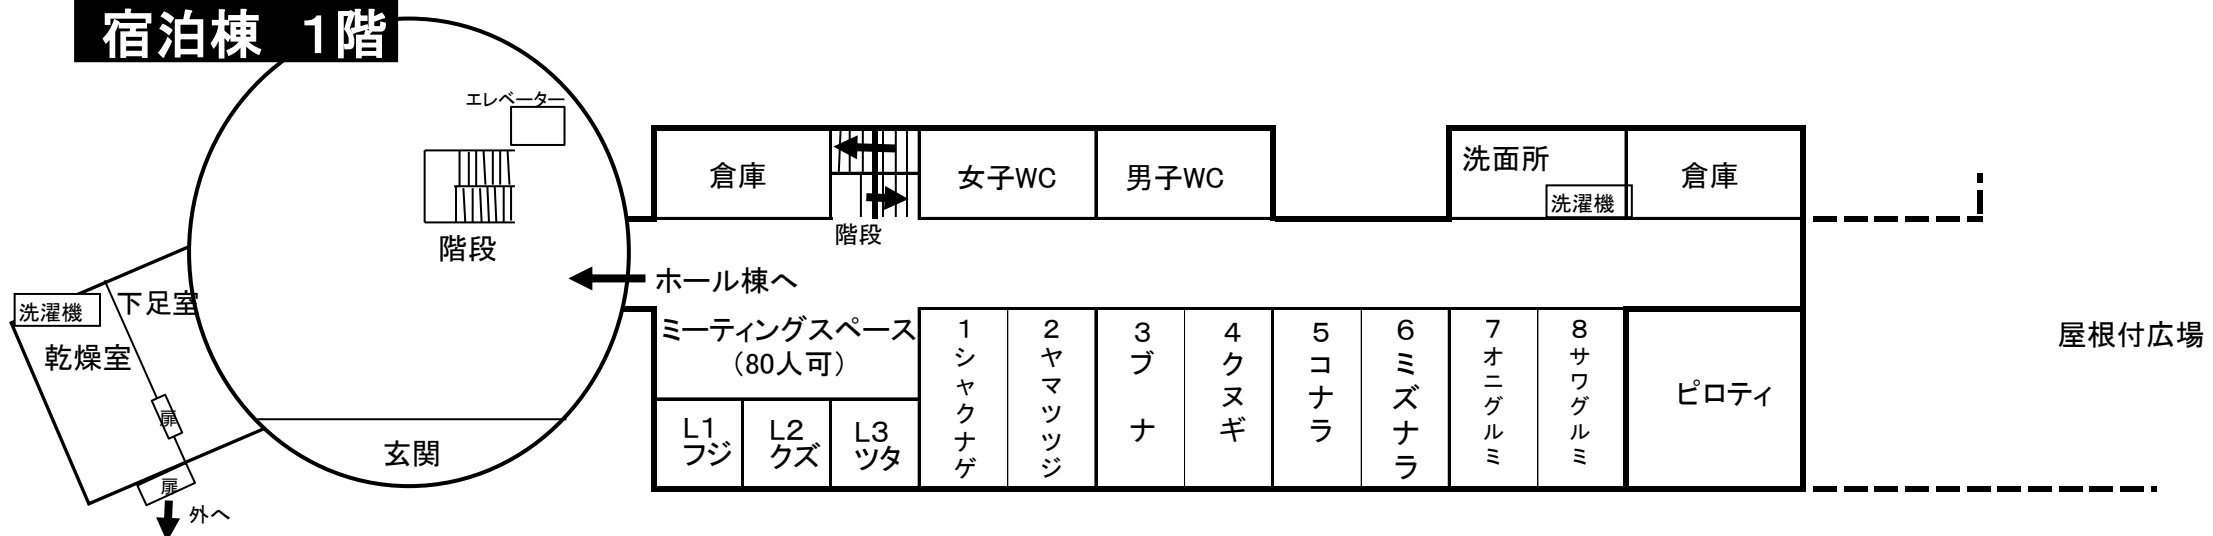 宿泊棟　１階
エレベーター
階段
倉庫
階段
女子WC
男子WC
洗面所
洗濯機
倉庫
ホール棟へ
洗濯機
下足室
乾燥室
扉
扉
外へ
玄関
ミーティングスペース
（80人可）
L1
フジ
L2
クズ
L3
ツタ
１
シャクナゲ
２
ヤマツツジ
３
ブナ
４
クヌギ
５
コナラ
６
ミズナラ
７
オニグルミ
８
サワグルミ
ピロティ
屋根付広場